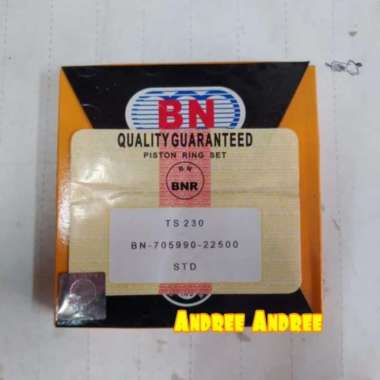 BN
QUALITY GUARANTEED
PISTON RING SET
BN
BNR
TS 230
BN-705990-22500
STD
ANDREE ANDREE